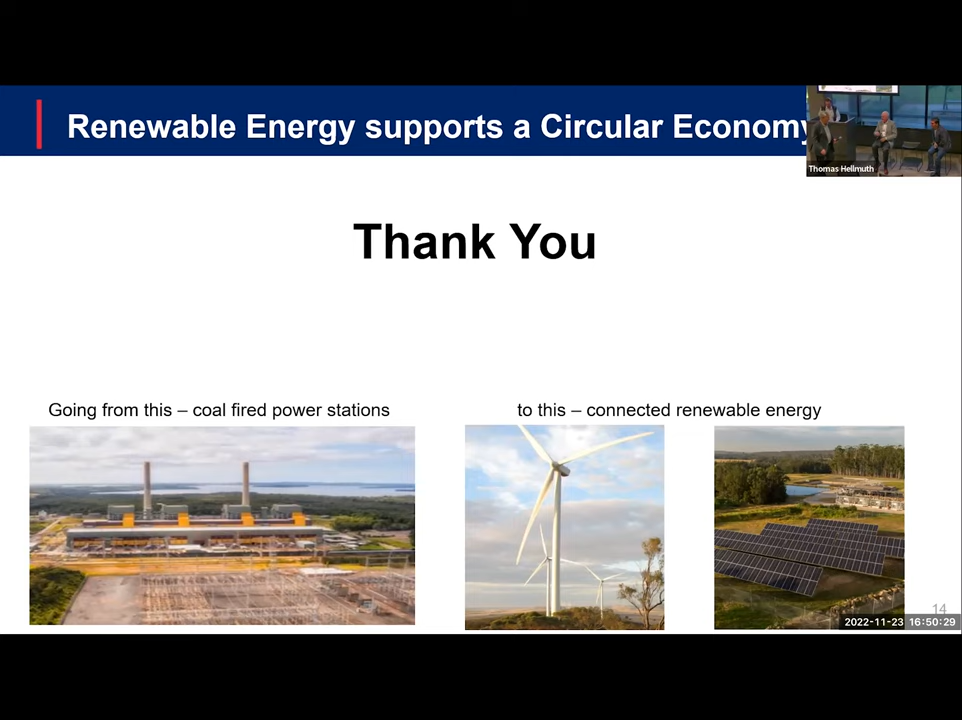 Renewable Energy supports a Circular Economy
Thomas Hellmuth
Thank You
Going from this – coal fired power stations
to this – connected renewable energy
14
2022-11-23 16:50:29